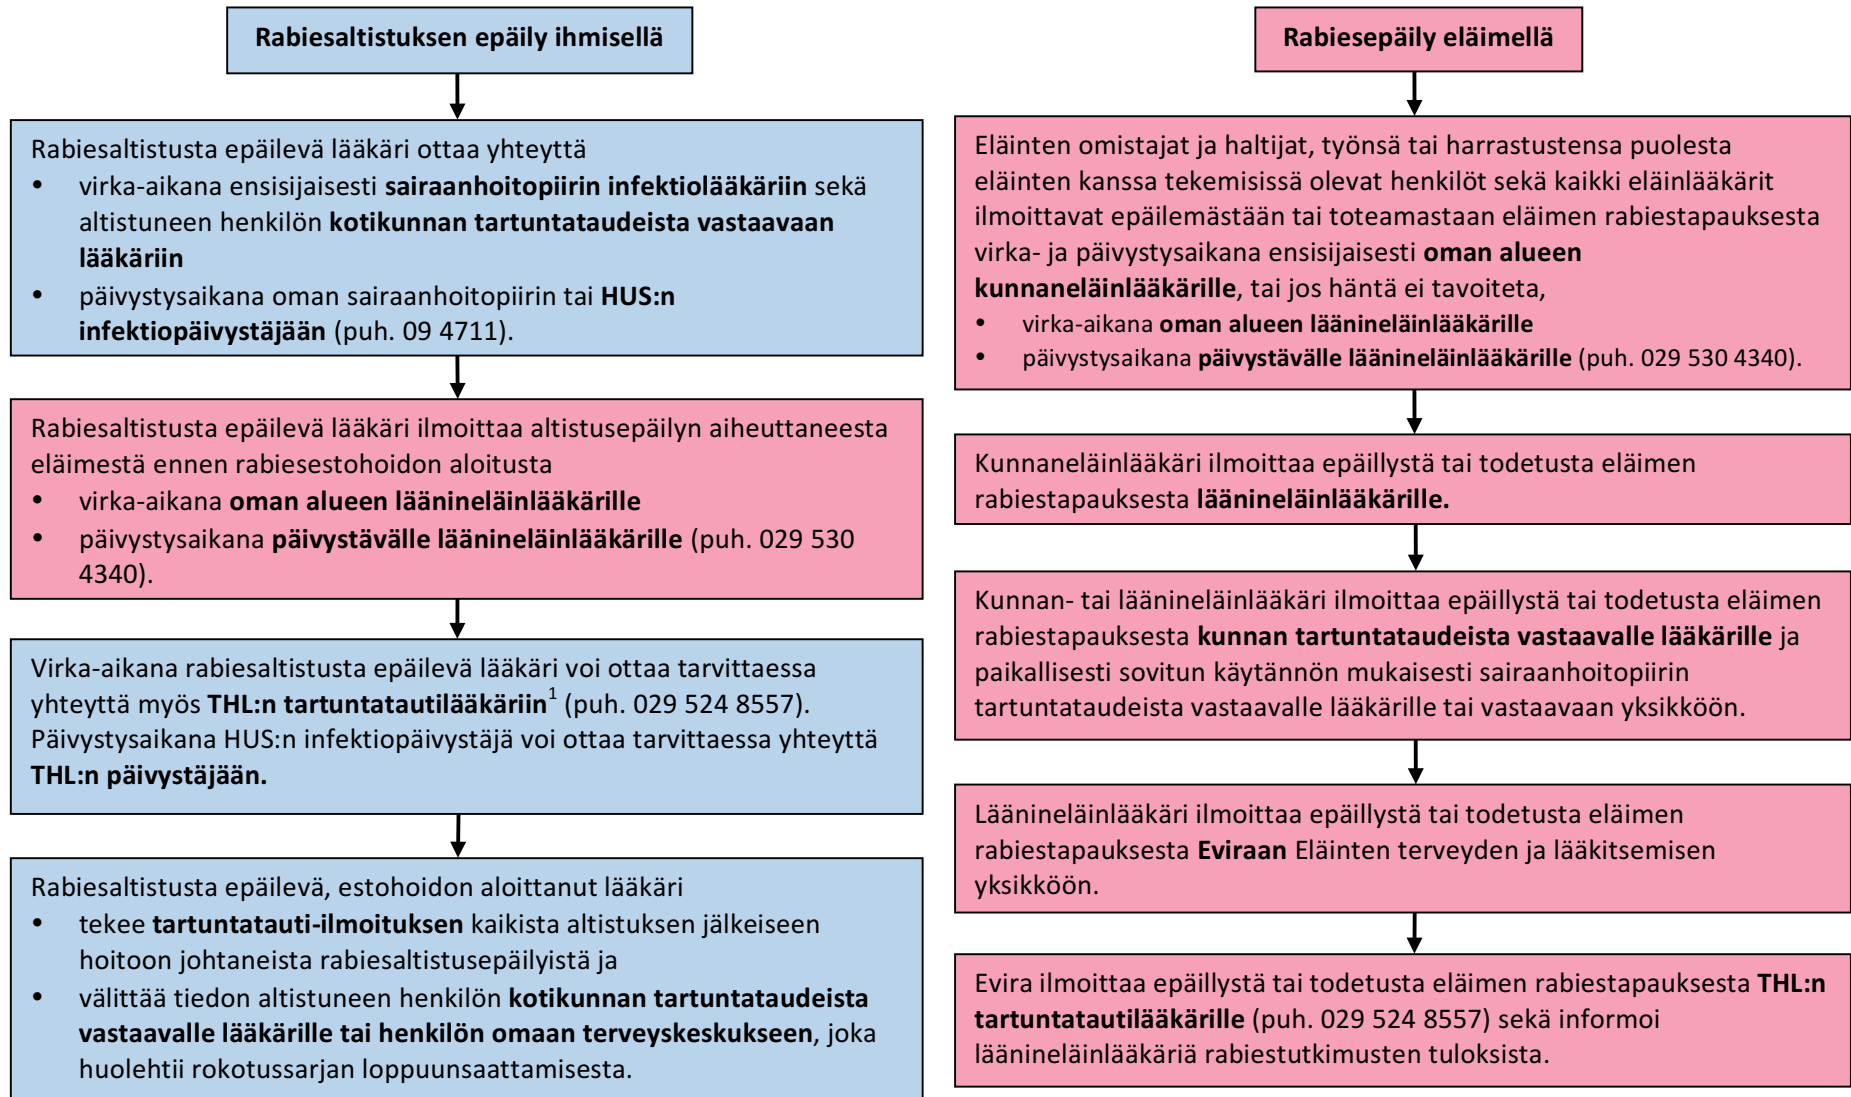 Rabiesaltistuksen epäily ihmisellä
Rabiesaltistusta epäilevä lääkäri ottaa yhteyttä
• virka-aikana ensisijaisesti sairaanhoitopiirin infektiolääkäriin sekä
altistuneen henkilön kotikunnan tartuntataudeista vastaavaan
lääkäriin
• päivystysaikana oman sairaanhoitopiirin tai HUS:n
infektiopäivystäjään (puh. 09 4711).
Rabiesaltistusta epäilevä lääkäri ilmoittaa altistusepäilyn aiheuttaneesta
eläimestä ennen rabiesestohoidon aloitusta
• virka-aikana oman alueen läänineläinlääkärille
• päivystysaikana päivystävälle läänineläinlääkärille (puh. 029 530
4340).
Virka-aikana rabiesaltistusta epäilevä lääkäri voi ottaa tarvittaessa
yhteyttä myös THL:n tartuntatautilääkäriin¹ (puh. 029 524 8557).
Päivystysaikana HUS:n infektiopäivystäjä voi ottaa tarvittaessa yhteyttä
THL:n päivystäjään.
Rabiesaltistusta epäilevä, estohoidon aloittanut lääkäri
• tekee tartuntatauti-ilmoituksen kaikista altistuksen jälkeiseen
hoitoon johtaneista rabiesaltistusepäilyistä ja
• välittää tiedon altistuneen henkilön kotikunnan tartuntataudeista
vastaavalle lääkärille tai henkilön omaan terveyskeskukseen, joka
huolehtii rokotussarjan loppuunsaattamisesta.
Rabiesepäily eläimellä
Eläinten omistajat ja haltijat, työnsä tai harrastustensa puolesta
eläinten kanssa tekemisissä olevat henkilöt sekä kaikki eläinlääkärit
ilmoittavat epäilemästään tai toteamastaan eläimen rabiestapauksesta
virka- ja päivystysaikana ensisijaisesti oman alueen
kunnaneläinlääkärille, tai jos häntä ei tavoiteta,
• virka-aikana oman alueen läänineläinlääkärille
• päivystysaikana päivystävälle läänineläinlääkärille (puh. 029 530 4340).
Kunnaneläinlääkäri ilmoittaa epäillystä tai todetusta eläimen
rabiestapauksesta läänineläinlääkärille.
Kunnan- tai läänineläinlääkäri ilmoittaa epäillystä tai todetusta eläimen
rabiestapauksesta kunnan tartuntataudeista vastaavalle lääkärille ja
paikallisesti sovitun käytännön mukaisesti sairaanhoitopiirin
tartuntataudeista vastaavalle lääkärille tai vastaavaan yksikköön.
Läänineläinlääkäri ilmoittaa epäillystä tai todetusta eläimen
rabiestapauksesta Eviraan Eläinten terveyden ja lääkitsemisen
yksikköön.
Evira ilmoittaa epäillystä tai todetusta eläimen rabiestapauksesta THL:n
tartuntatautilääkärille (puh. 029 524 8557) sekä informoi
läänineläinlääkäriä rabiestutkimusten tuloksista.